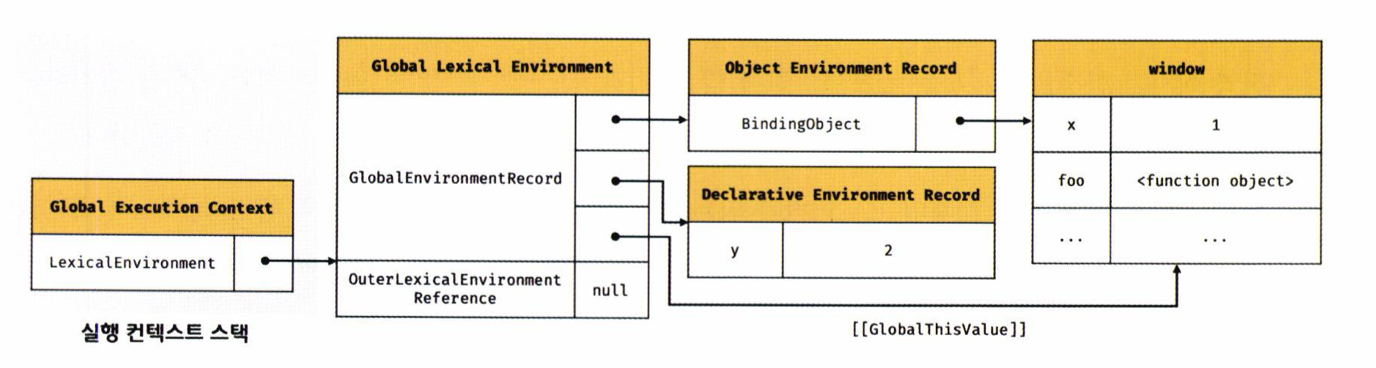 Global Execution Context
LexicalEnvironment
실행 컨텍스트 스택
Global Lexical Environment
GlobalEnvironmentRecord
OuterLexicalEnvironment
Reference
null
Object Environment Record
BindingObject
Declarative Environment Record
y
2
window
x
1
foo
<function object>
...
...
[[GlobalThisValue]]